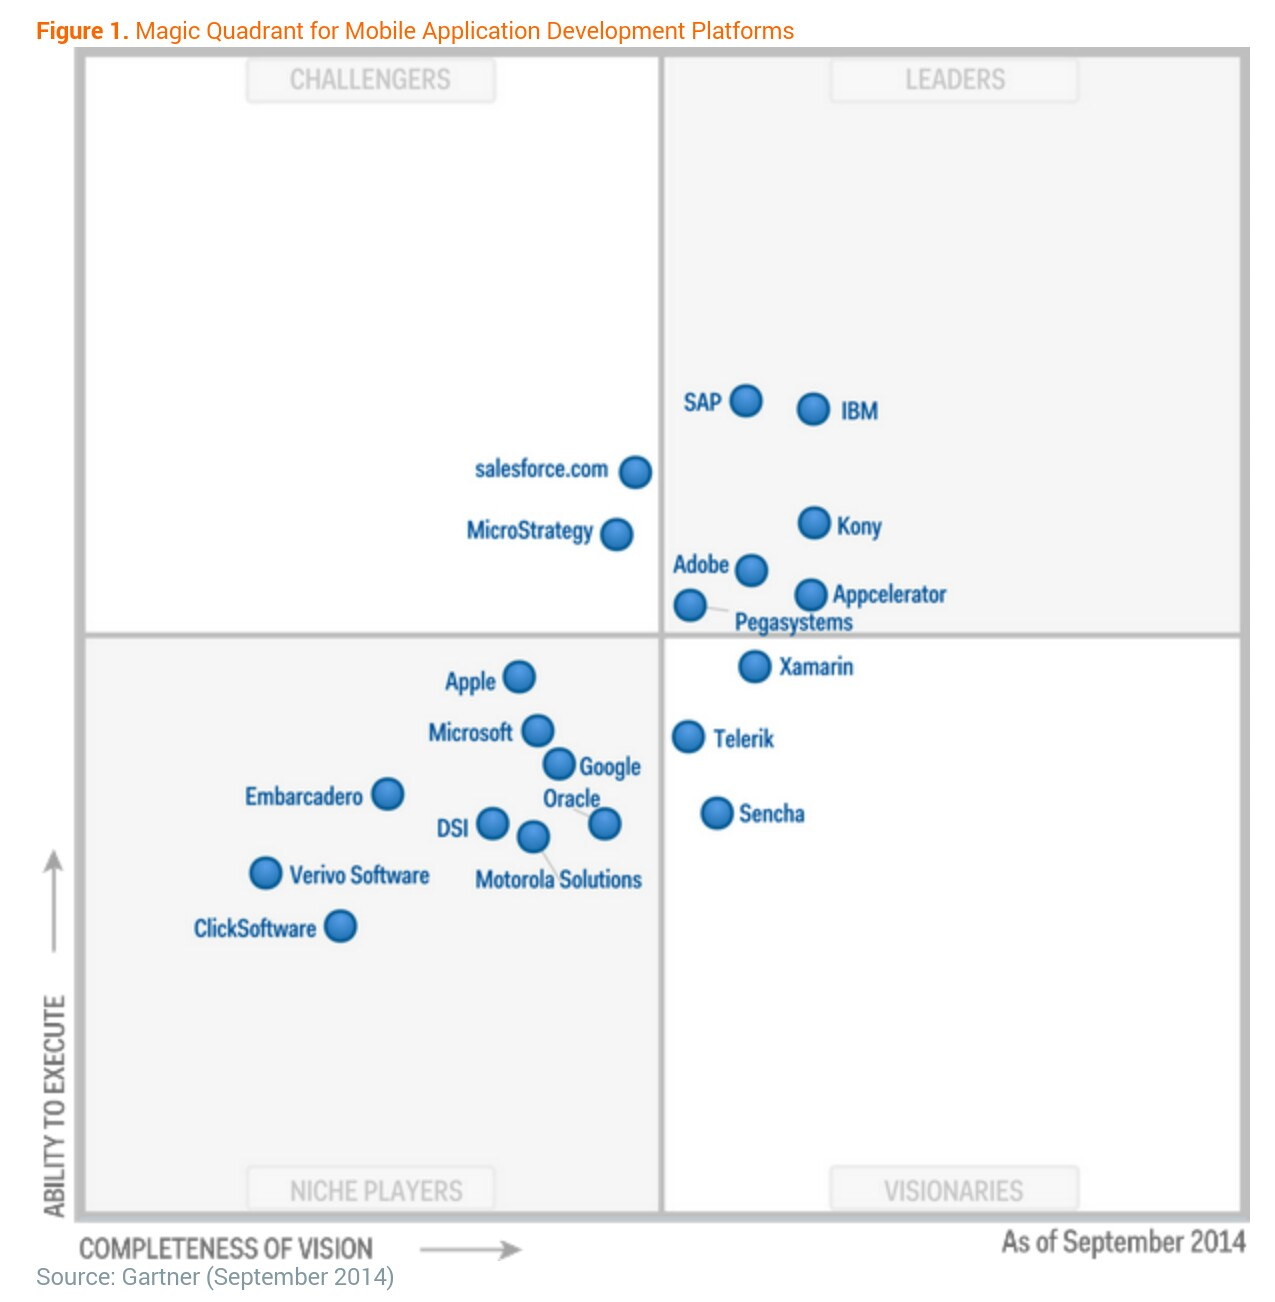 Figure 1. Magic Quadrant for Mobile Application Development Platforms
CHALLENGERS
LEADERS
SAP
IBM
salesforce.com
MicroStrategy
Kony
Adobe
Appcelerator
Pegasystems
Apple
Xamarin
Microsoft
Telerik
Google
Embarcadero
Oracle
DSI
Sencha
Verivo Software
Motorola Solutions
ClickSoftware
ABILITY TO EXECUTE
NICHE PLAYERS
VISIONARIES
COMPLETENESS OF VISION
As of September 2014
Source: Gartner (September 2014)